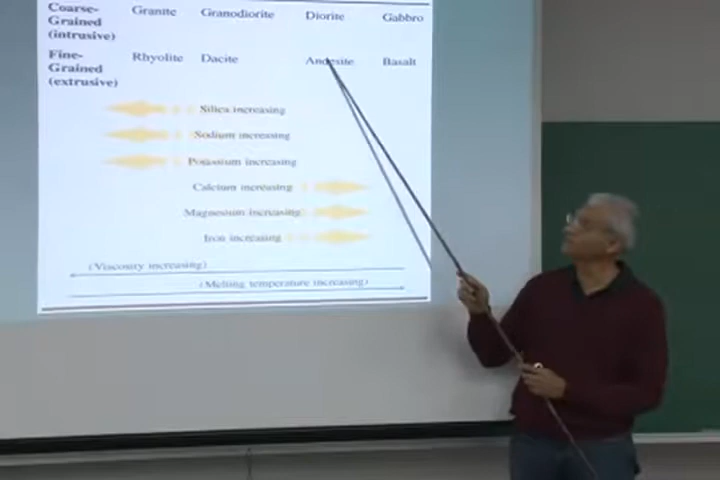 Coarse-
Grained
(intrusive)
Granite Granodiorite Diorite Gabbro
Fine-
Grained
(extrusive)
Rhyolite Dacite Andesite Basalt
Silica increasing
Sodium increasing
Potassium increasing
Calcium increasing
Magnesium increasing
Iron increasing
(Viscosity increasing)
(Melting temperature increasing)